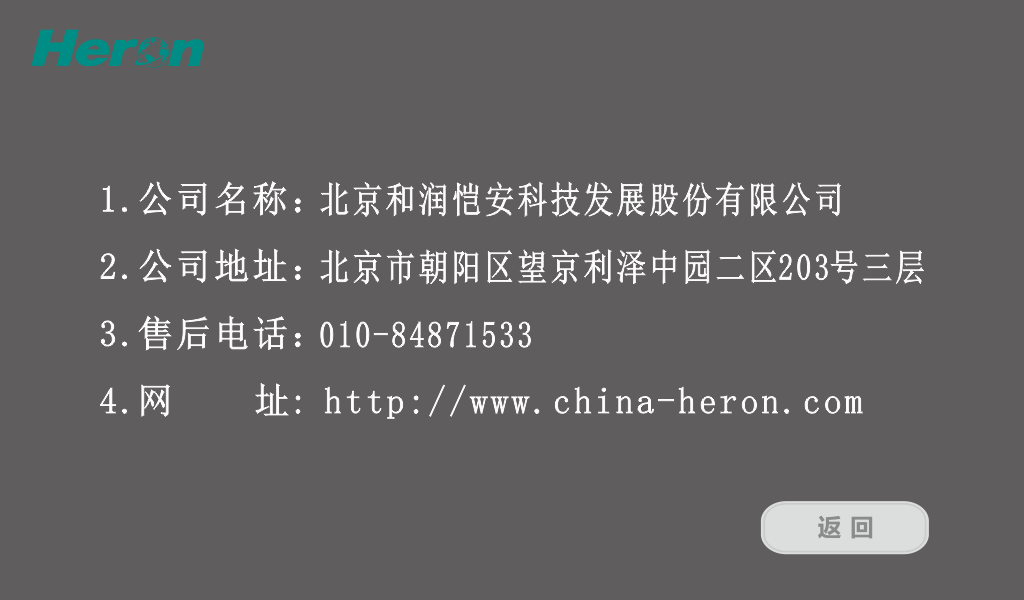 Heron
1.公司名称：北京和润恺安科技发展股份有限公司
2.公司地址：北京市朝阳区望京利泽中园二区203号三层
3.售后电话：010-84871533
4.网 址: http://www.china-heron.com
返回